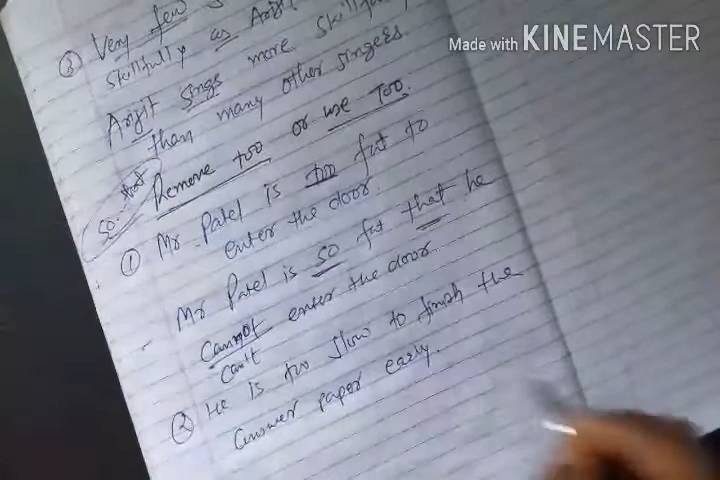 Made with KINEMASTER
③ Very few
skillfully as Arijit
Arijit sings more skillfully
than many other singers
so..that Remove too or use Too.
① Mr Patel is too fat to
enter the door.
Mr Patel is so fat that he
cannot enter the door.
can't
② He is too slow to finish the
answer paper early.